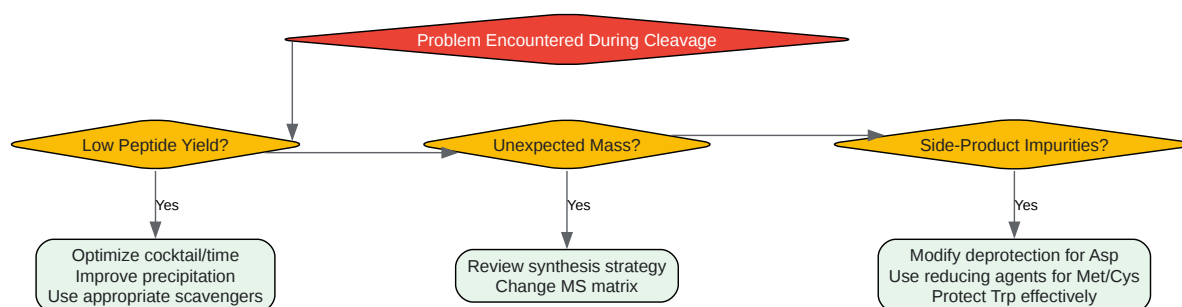 Problem Encountered During Cleavage
Low Peptide Yield?
Unexpected Mass?
Side-Product Impurities?
Yes
Yes
Yes
Optimize cocktail/time
Improve precipitation
Use appropriate scavengers
Review synthesis strategy
Change MS matrix
Modify deprotection for Asp
Use reducing agents for Met/Cys
Protect Trp effectively